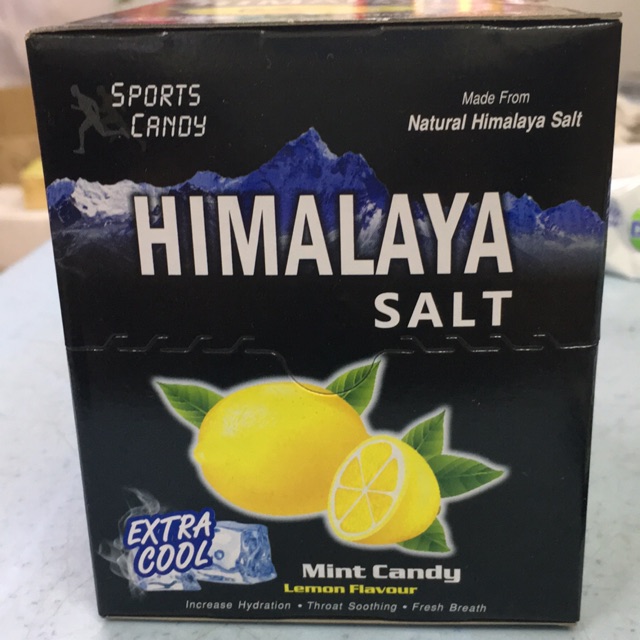 SPORTS
CANDY
Made From
Natural Himalaya Salt
HIMALAYA
SALT
EXTRA
COOL
Mint Candy
Lemon Flavour
Increase Hydration • Throat Soothing • Fresh Breath